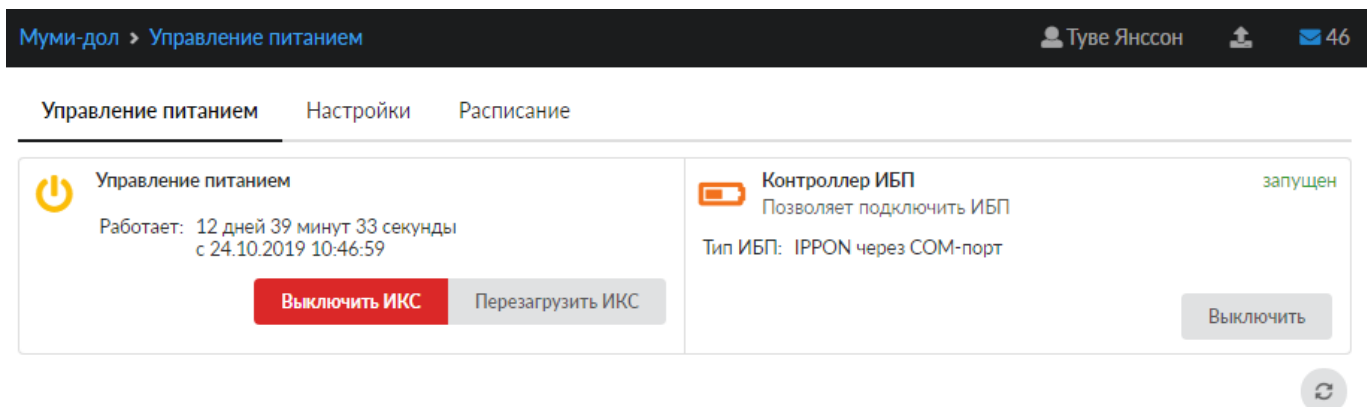 Муми-дол > Управление питанием
Туве Янссон
46
Управление питанием Настройки Расписание
Управление питанием
Работает: 12 дней 39 минут 33 секунды
с 24.10.2019 10:46:59
Выключить ИКС Перезагрузить ИКС
Контроллер ИБП запущен
Позволяет подключить ИБП
Тип ИБП: IPPON через COM-порт
Выключить